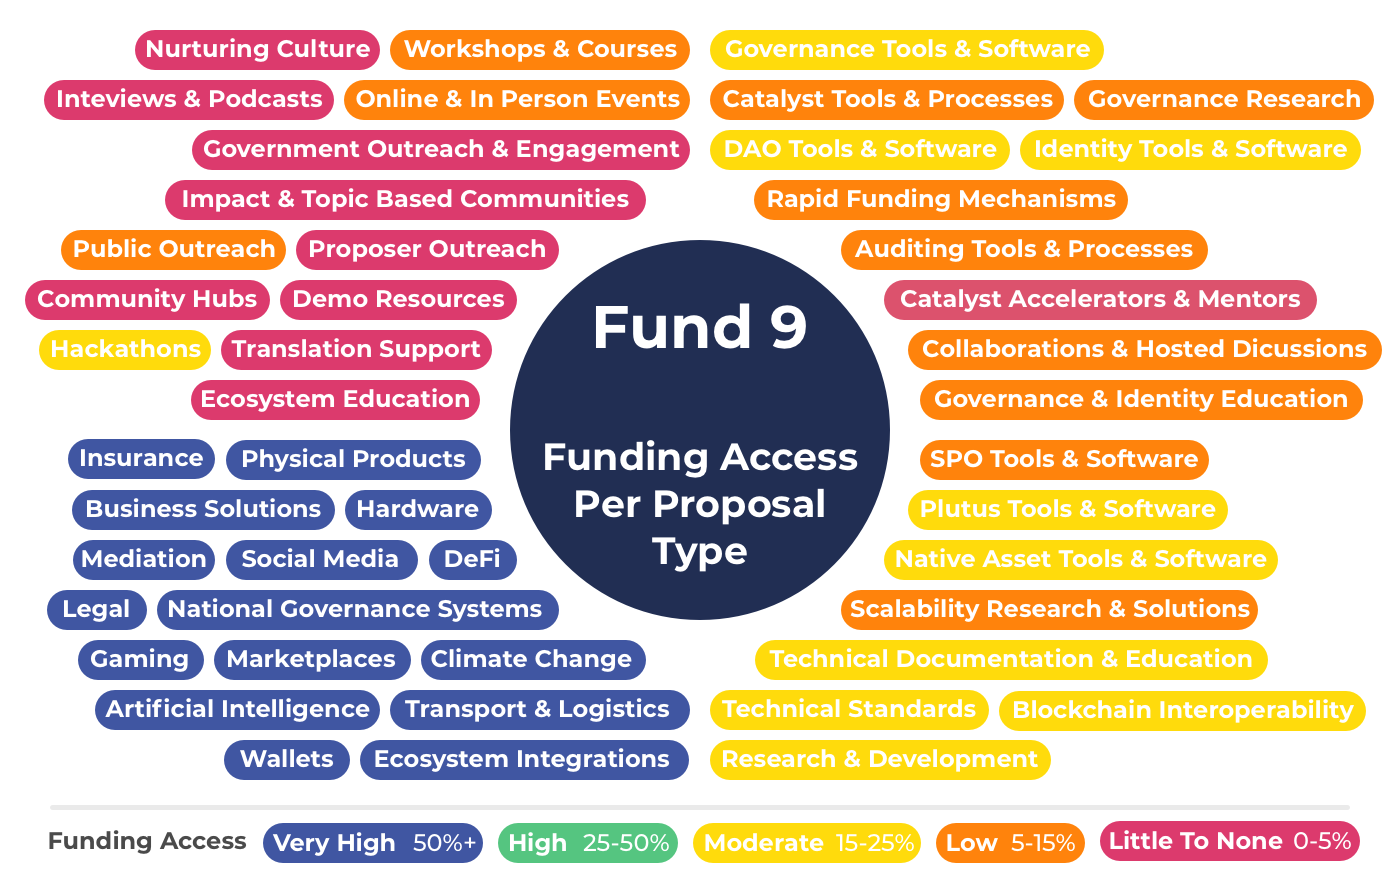 Nurturing Culture
Workshops & Courses
Governance Tools & Software
Inteviews & Podcasts
Online & In Person Events
Catalyst Tools & Processes
Governance Research
Government Outreach & Engagement
DAO Tools & Software
Identity Tools & Software
Impact & Topic Based Communities
Rapid Funding Mechanisms
Public Outreach
Proposer Outreach
Auditing Tools & Processes
Community Hubs
Demo Resources
Catalyst Accelerators & Mentors
Hackathons
Translation Support
Collaborations & Hosted Dicussions
Ecosystem Education
Governance & Identity Education
Fund 9
Funding Access
Per Proposal
Type
Insurance
Physical Products
SPO Tools & Software
Business Solutions
Hardware
Plutus Tools & Software
Mediation
Social Media
DeFi
Native Asset Tools & Software
Legal
National Governance Systems
Scalability Research & Solutions
Gaming
Marketplaces
Climate Change
Technical Documentation & Education
Artificial Intelligence
Transport & Logistics
Technical Standards
Blockchain Interoperability
Wallets
Ecosystem Integrations
Research & Development
Funding Access
Very High 50%+
High 25-50%
Moderate 15-25%
Low 5-15%
Little To None 0-5%